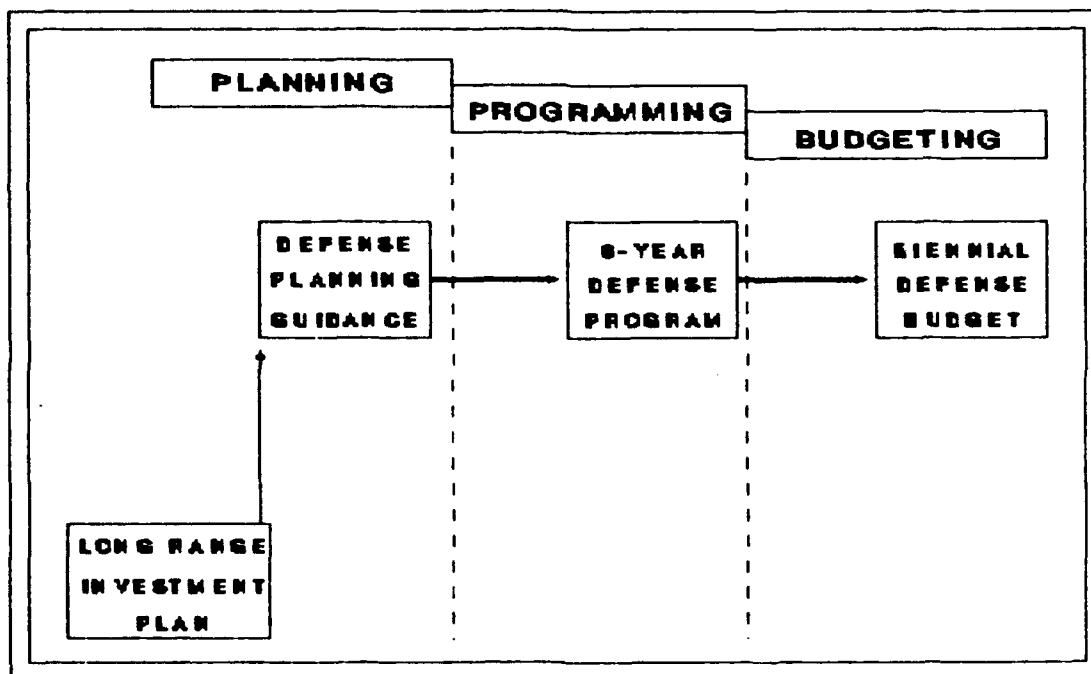 PLANNING
PROGRAMMING
BUDGETING
DEFENSE
PLANNING
GUIDANCE
6-YEAR
DEFENSE
PROGRAM
BIENNIAL
DEFENSE
BUDGET
LONG RANGE
INVESTMENT
PLAN